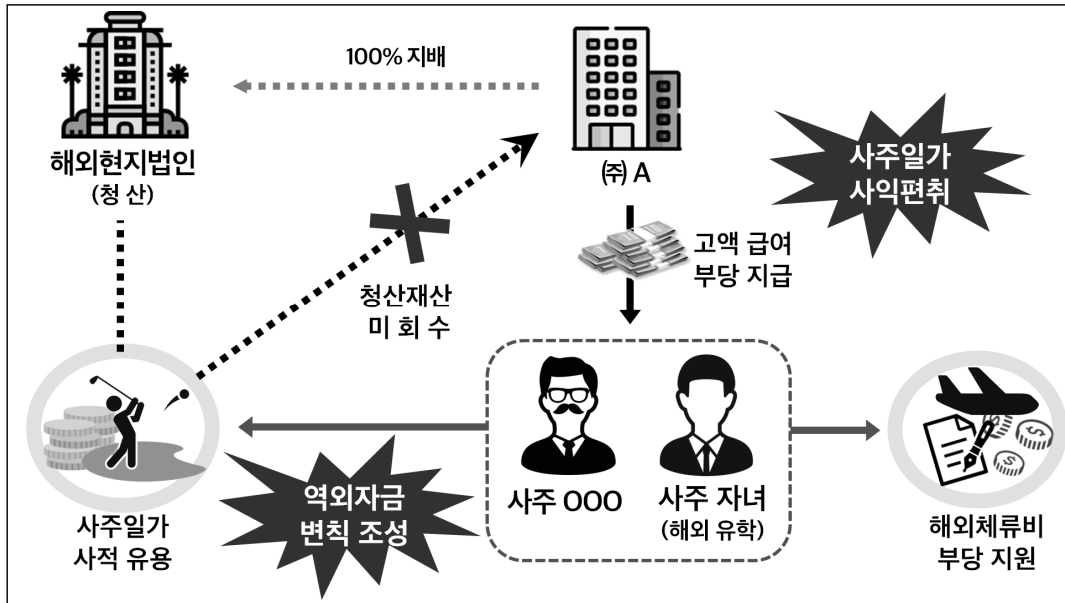 100% 지배
해외현지법인
(청 산)
㈜ A
사주일가
사익편취
고액 급여
부당 지급
청산재산
미 회 수
역외자금
변칙 조성
사주 OOO
사주 자녀
(해외 유학)
사주일가
사적 유용
해외체류비
부당 지원